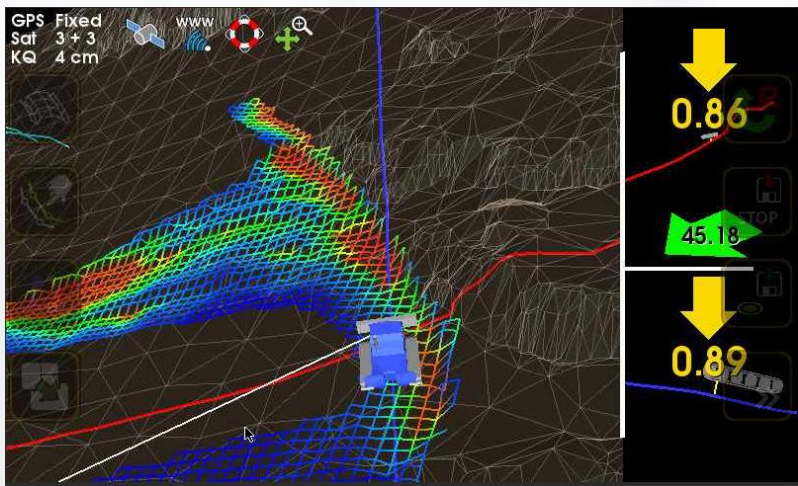 GPS Fixed
Sat 3 + 3
KQ 4 cm
www
0.86
STOP
45.18
0.89